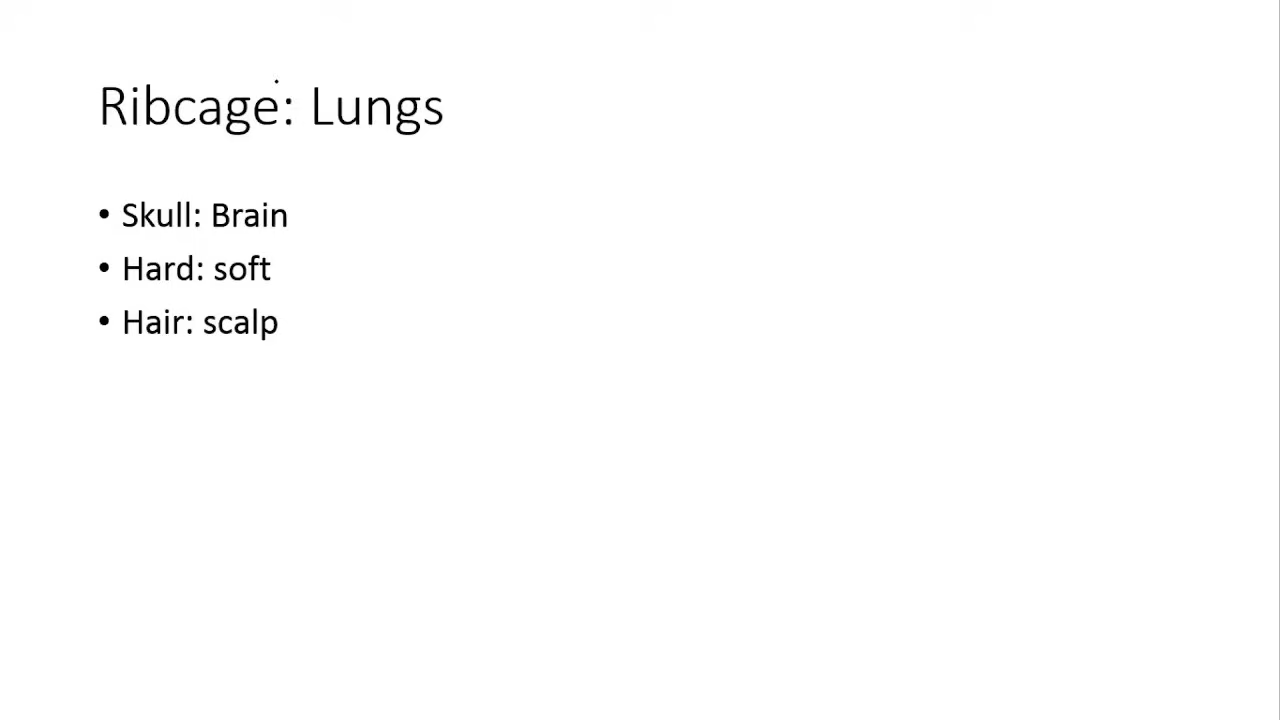 Ribcage: Lungs
• Skull: Brain
• Hard: soft
• Hair: scalp